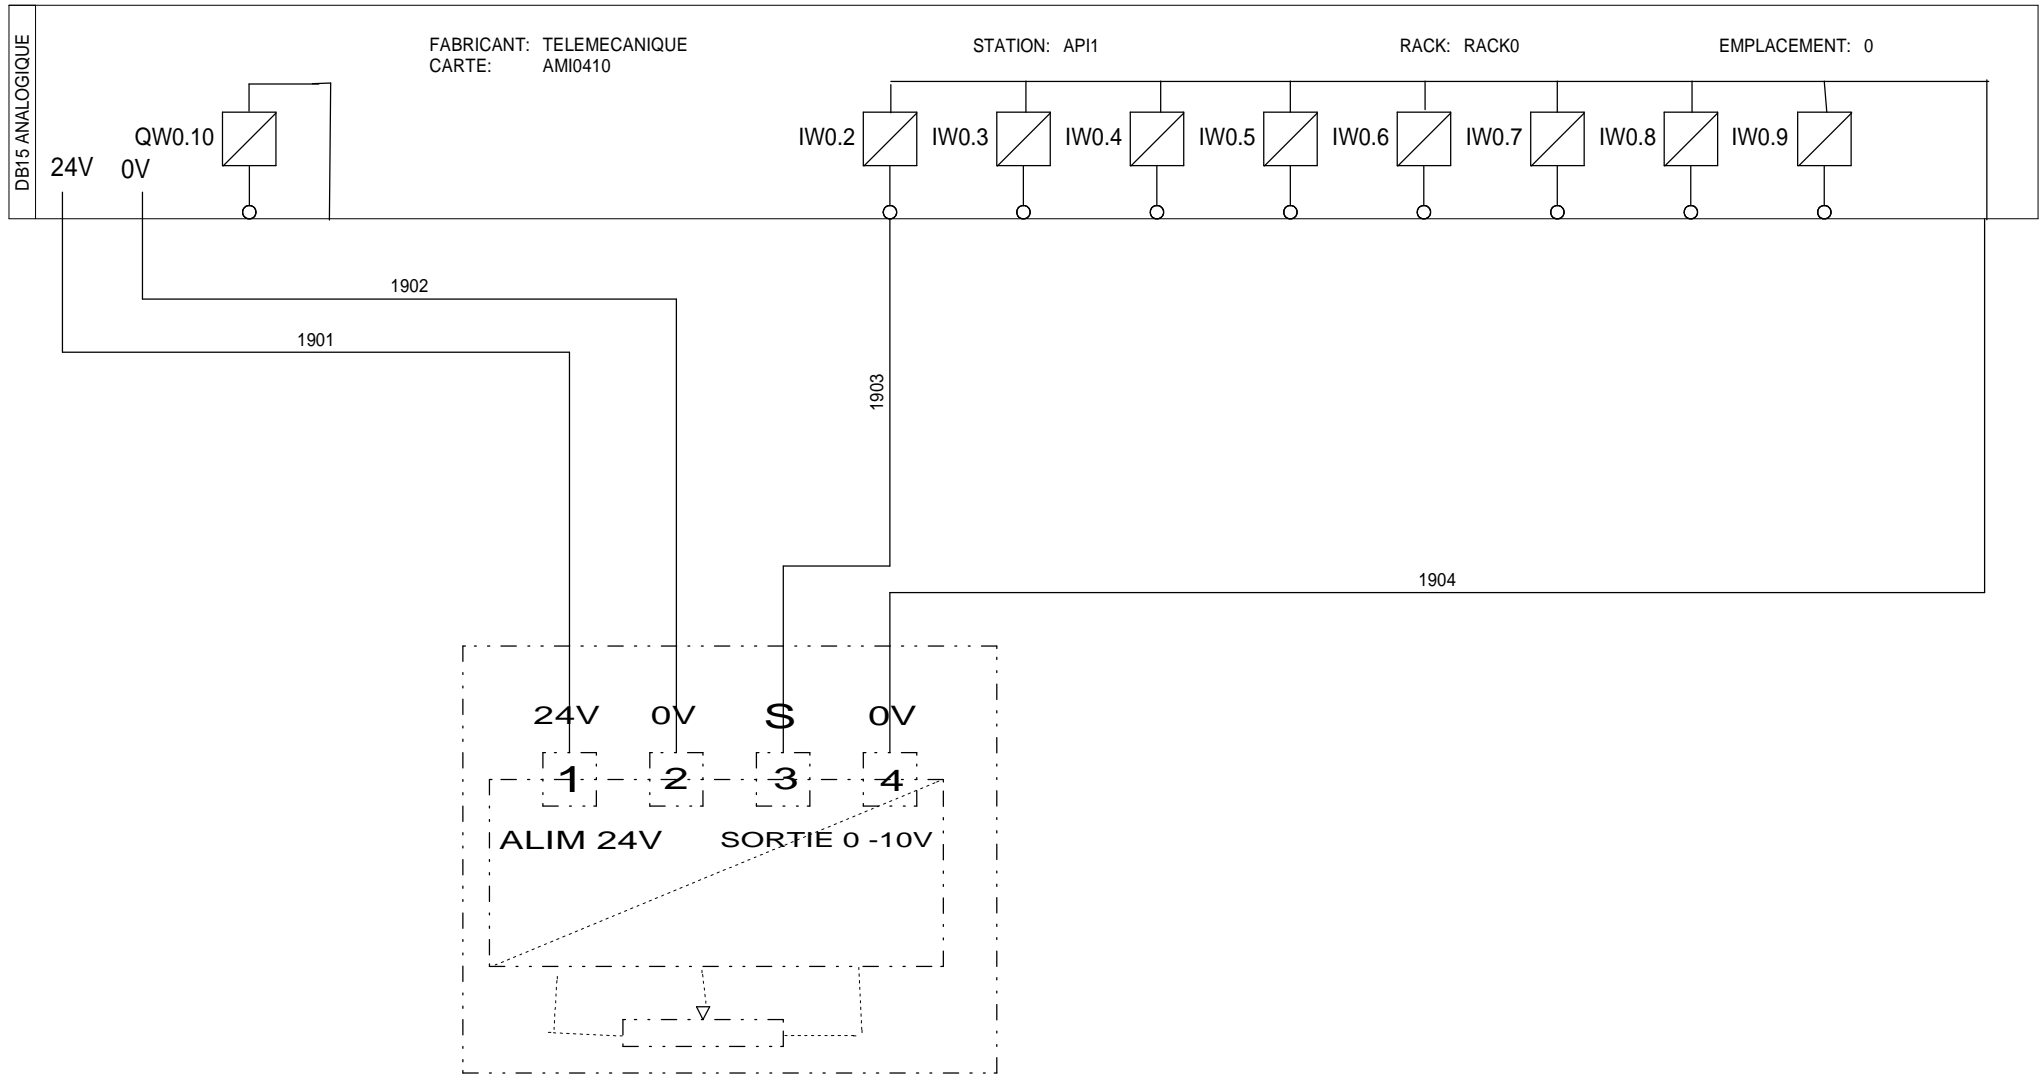 DB15 ANALOGIQUE
FABRICANT: TELEMECANIQUE
CARTE: AMI0410
STATION: API1
RACK: RACK0
EMPLACEMENT: 0
24V
0V
QW0.10
IW0.2
IW0.3
IW0.4
IW0.5
IW0.6
IW0.7
IW0.8
IW0.9
1902
1901
1903
1904
24V 0V S 0V
1 2 3 4
ALIM 24V SORTIE 0 -10V